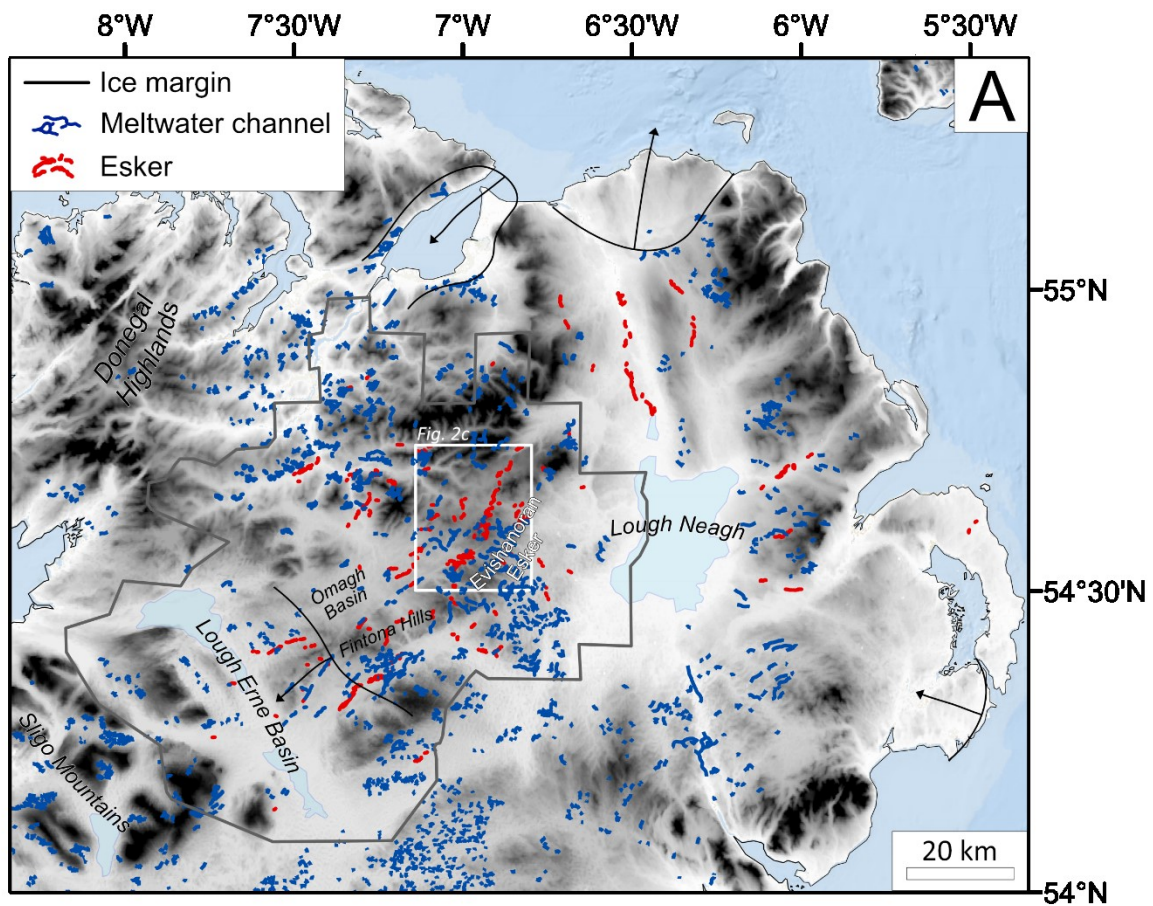 8°W 7°30'W 7°W 6°30'W 6°W 5°30'W
A
Ice margin
Meltwater channel
Esker
55°N
Donegal
Highlands
Fig. 2c
Evishanoran
Esker
Lough Neagh
54°30'N
Omagh
Basin
Fintona Hills
Lough Erne Basin
Sligo Mountains
20 km
54°N